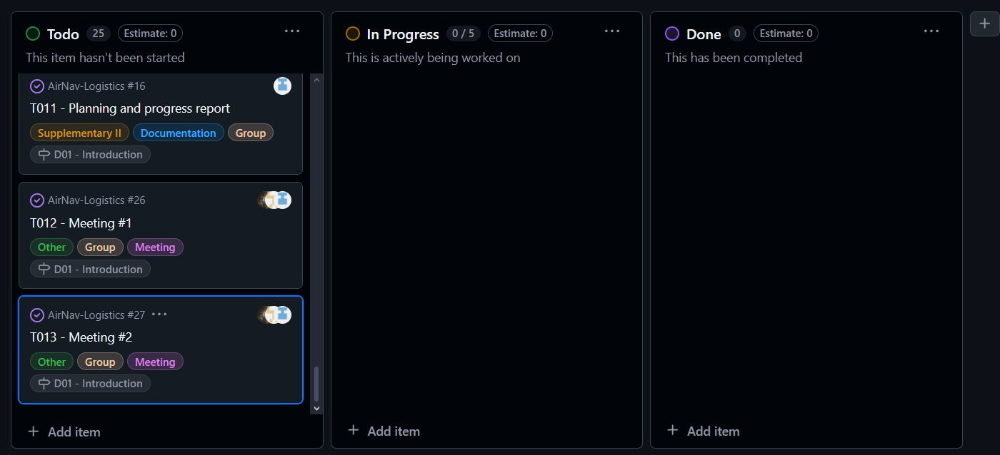 Todo 25 Estimate: 0
This item hasn't been started
AirNav-Logistics #16
T011 - Planning and progress report
Supplementary II Documentation Group
D01 - Introduction
AirNav-Logistics #26
T012 - Meeting #1
Other Group Meeting
D01 - Introduction
AirNav-Logistics #27
T013 - Meeting #2
Other Group Meeting
D01 - Introduction
Add item
In Progress 0 / 5 Estimate: 0
This is actively being worked on
Add item
Done 0 Estimate: 0
This has been completed
Add item